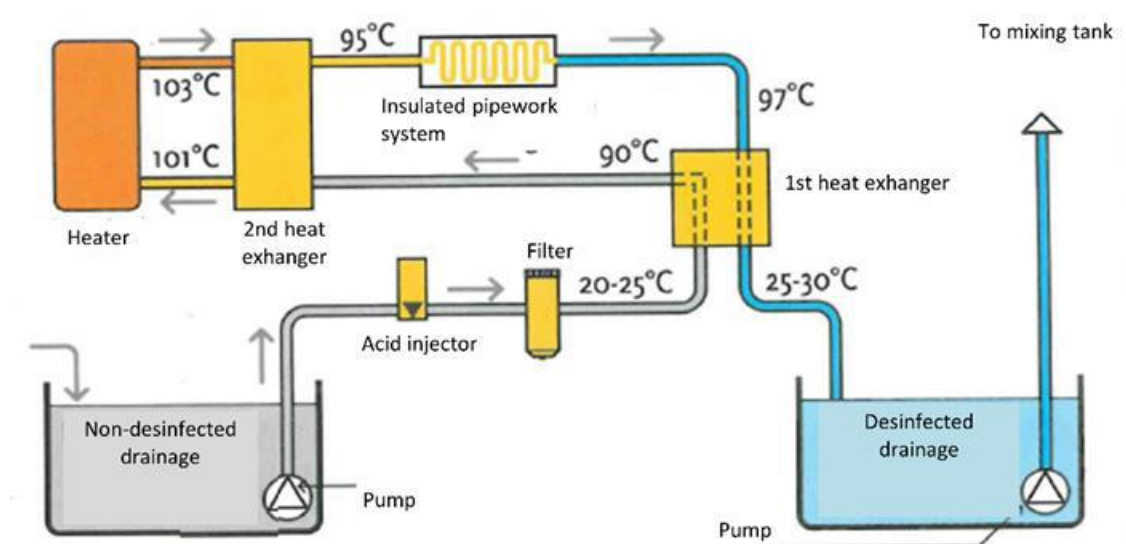 To mixing tank
95°C
103°C
Insulated pipework
system
97°C
101°C
90°C
1st heat exhanger
Heater
2nd heat
exhanger
Filter
20-25°C
25-30°C
Acid injector
Non-desinfected
drainage
Desinfected
drainage
Pump
Pump